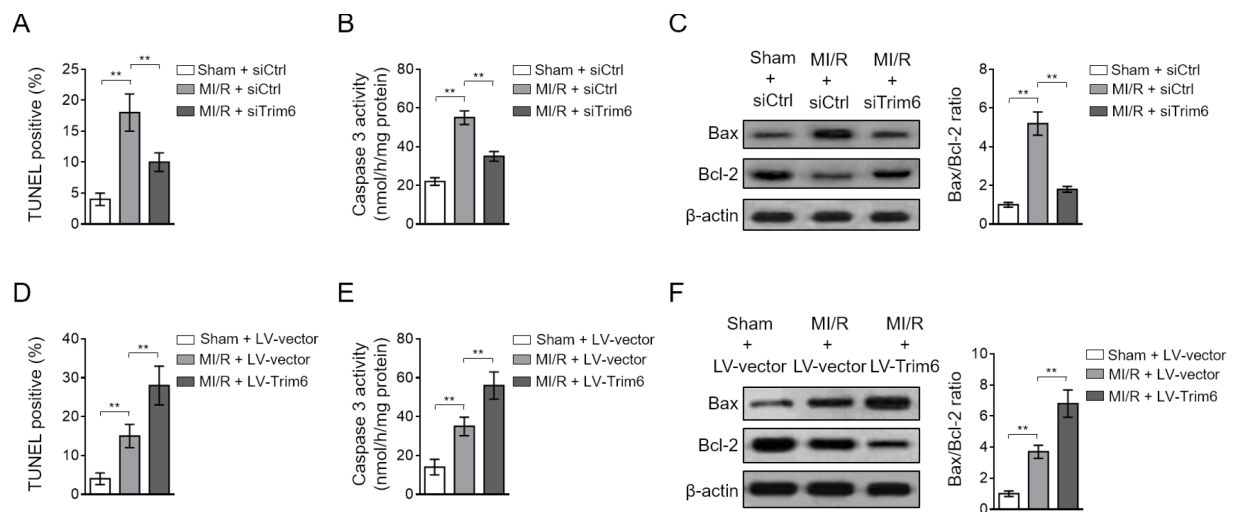 A
TUNEL positive (%)
25
20
15
10
5
0
**
**
Sham + siCtrl
MI/R + siCtrl
MI/R + siTrim6
B
Caspase 3 activity
(nmol/h/mg protein)
80
60
40
20
0
**
**
Sham + siCtrl
MI/R + siCtrl
MI/R + siTrim6
C
Sham MI/R MI/R
+ + +
siCtrl siCtrl siTrim6
Bax
Bcl-2
β-actin
Bax/Bcl-2 ratio
8
6
4
2
0
**
**
Sham + siCtrl
MI/R + siCtrl
MI/R + siTrim6
D
TUNEL positive (%)
40
30
20
10
0
**
**
Sham + LV-vector
MI/R + LV-vector
MI/R + LV-Trim6
E
Caspase 3 activity
(nmol/h/mg protein)
80
60
40
20
0
**
**
Sham + LV-vector
MI/R + LV-vector
MI/R + LV-Trim6
F
Sham MI/R MI/R
+ + +
LV-vector LV-vector LV-Trim6
Bax
Bcl-2
β-actin
Bax/Bcl-2 ratio
10
8
6
4
2
0
**
**
Sham + LV-vector
MI/R + LV-vector
MI/R + LV-Trim6